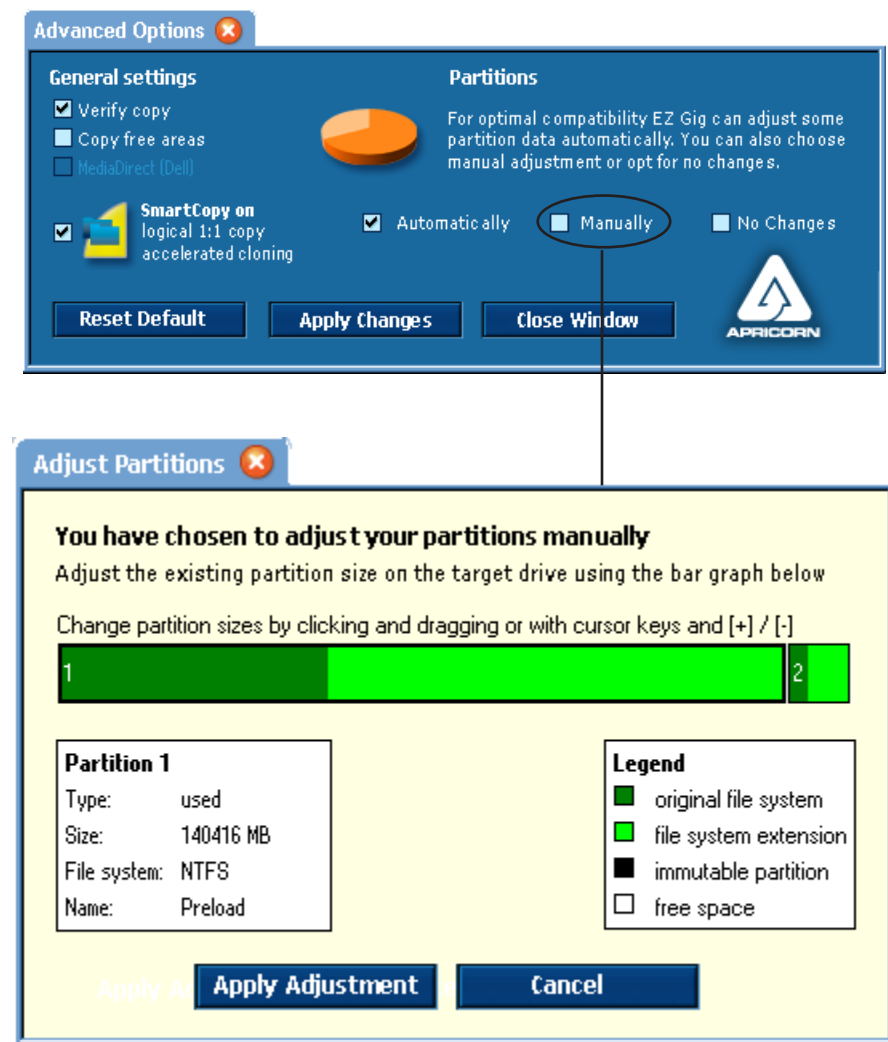 Advanced Options
General settings
Verify copy
Copy free areas
MediaDirect (Dell)
SmartCopy on
logical 1:1 copy
accelerated cloning
Partitions
For optimal compatibility EZ Gig can adjust some
partition data automatically. You can also choose
manual adjustment or opt for no changes.
Automatically
Manually
No Changes
Reset Default
Apply Changes
Close Window
APRICORN
Adjust Partitions
You have chosen to adjust your partitions manually
Adjust the existing partition size on the target drive using the bar graph below
Change partition sizes by clicking and dragging or with cursor keys and [+] / [-]
1
2
Partition 1
Type: used
Size: 140416 MB
File system: NTFS
Name: Preload
Legend
original file system
file system extension
immutable partition
free space
Apply Adjustment
Cancel